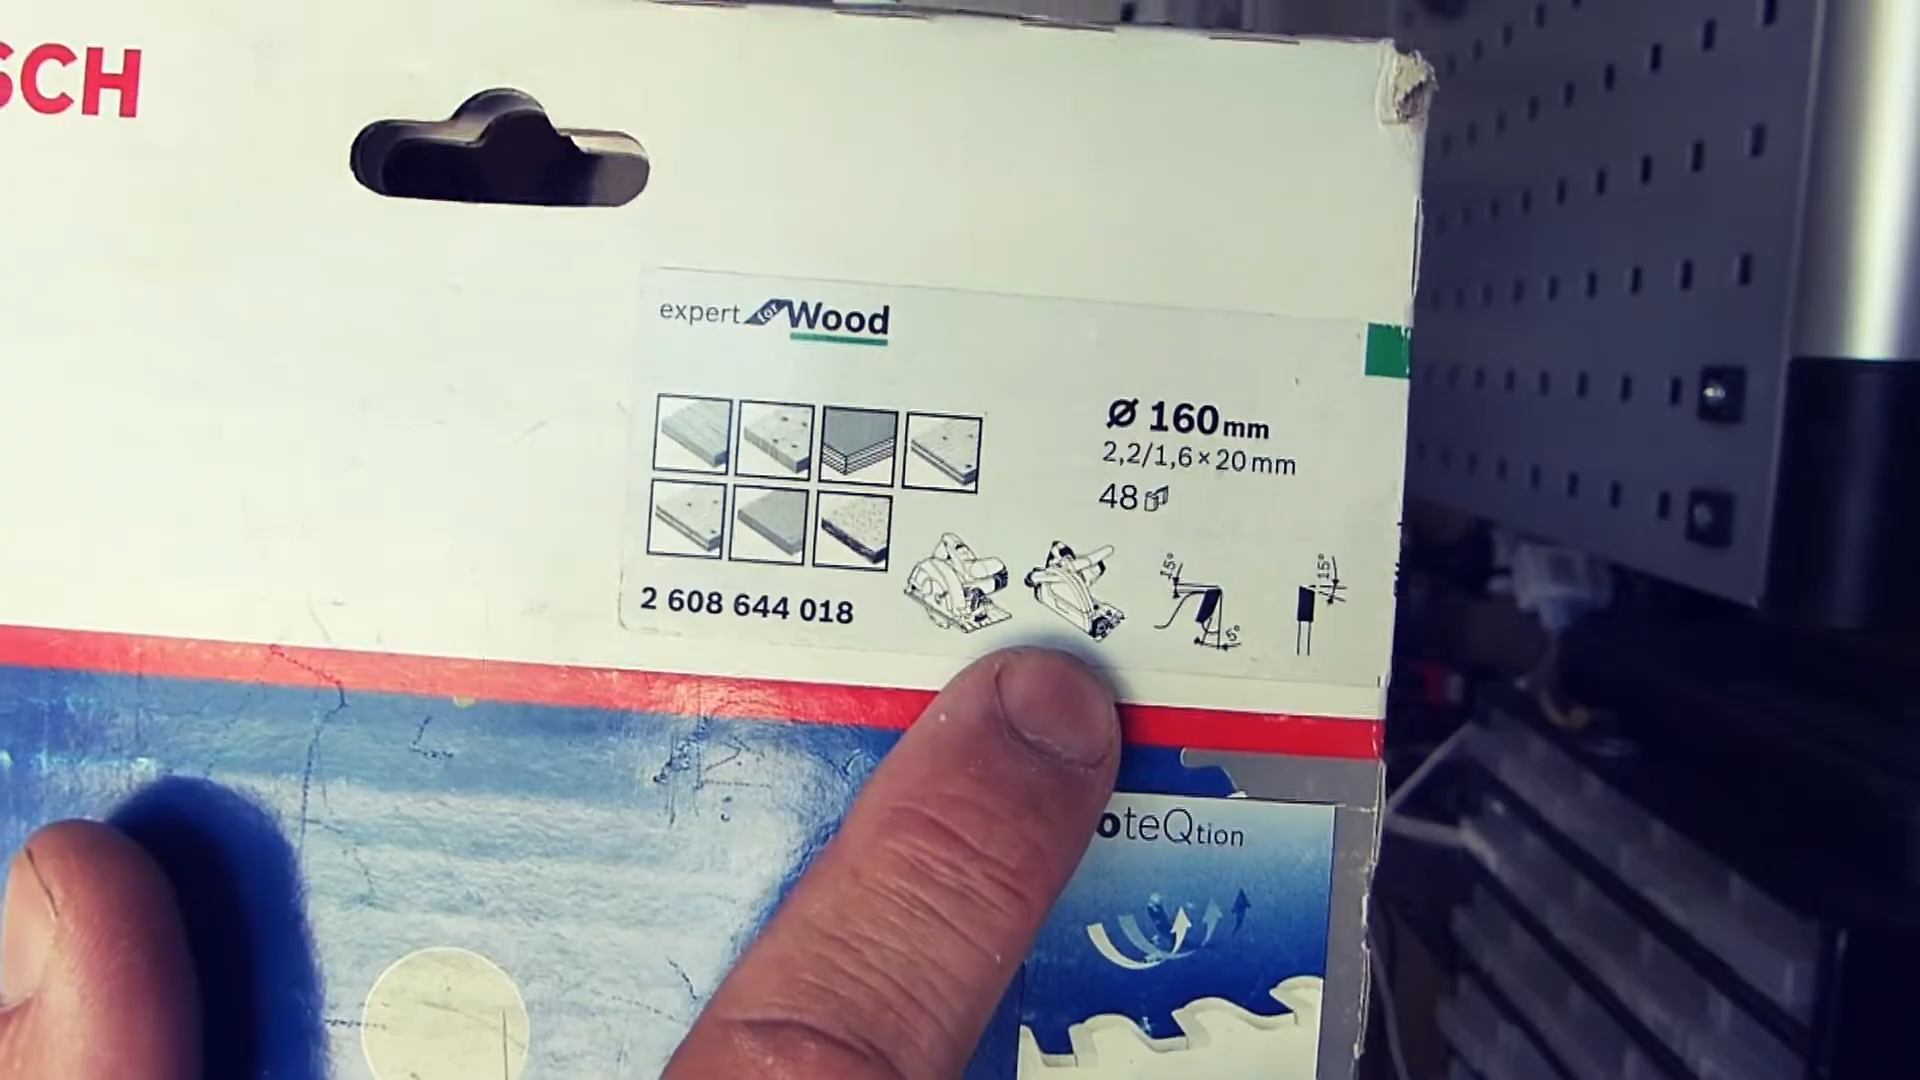 SCH
expert for Wood
Ø 160 mm
2,2/1,6×20 mm
48
15°
5°
15°
2 608 644 018
oteQtion